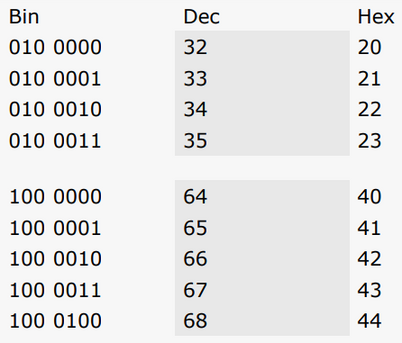 Bin Dec Hex
010 0000 32 20
010 0001 33 21
010 0010 34 22
010 0011 35 23
100 0000 64 40
100 0001 65 41
100 0010 66 42
100 0011 67 43
100 0100 68 44